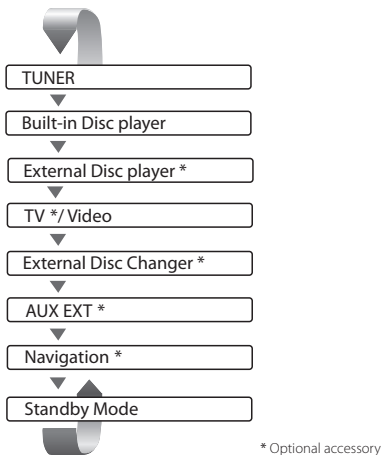 TUNER
Built-in Disc player
External Disc player *
TV */ Video
External Disc Changer *
AUX EXT *
Navigation *
Standby Mode
* Optional accessory